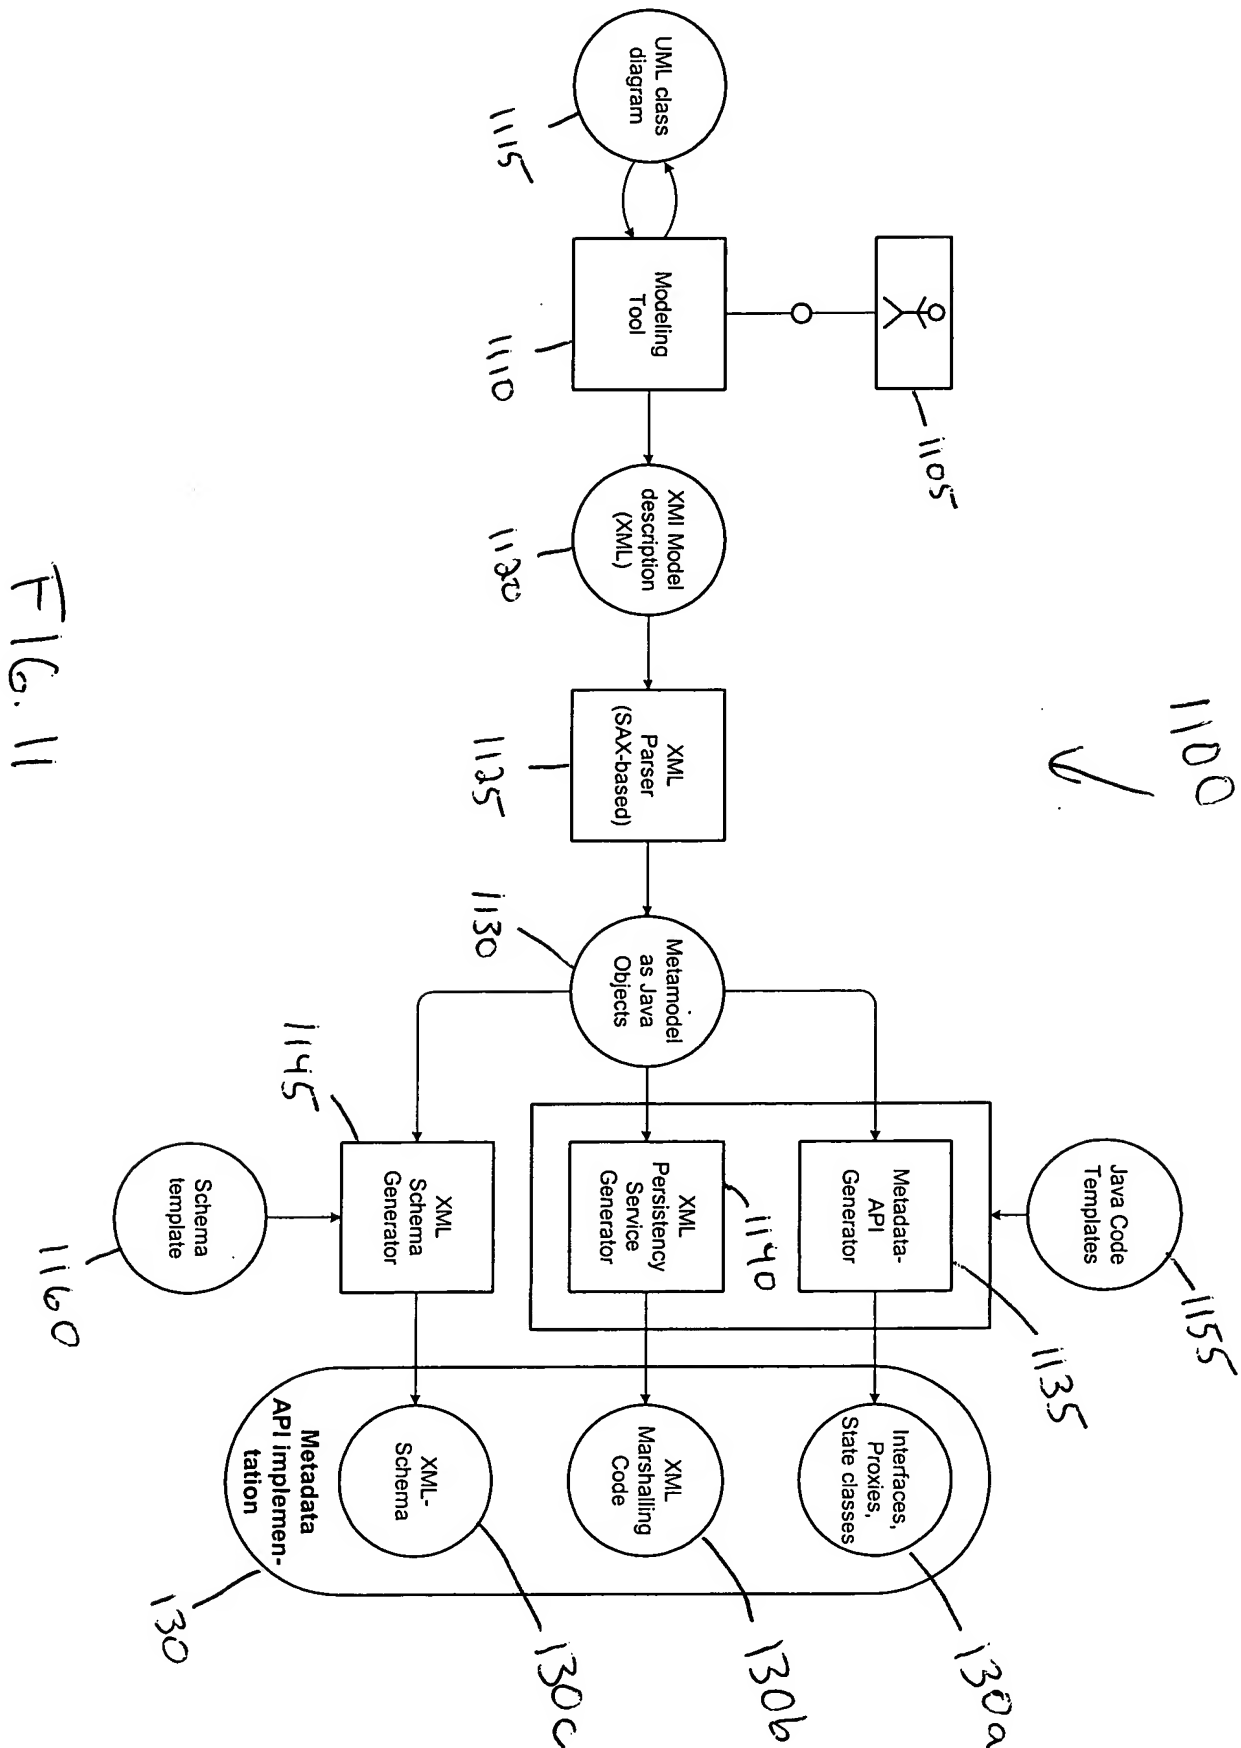 1100
1105
UML class
diagram
1115
Modeling
Tool
1110
XMI Model
description
(XML)
1120
XML
Parser
(SAX-based)
1125
Metamodel
as Java
Objects
1130
Java Code
Templates
1155
Metadata-
API
Generator
1135
XML
Persistency
Service
Generator
1140
XML
Schema
Generator
1145
Schema
template
1160
Interfaces,
Proxies,
State classes
130a
XML
Marshalling
Code
130b
XML-
Schema
130c
Metadata
API implemen-
tation
130
FIG. 11